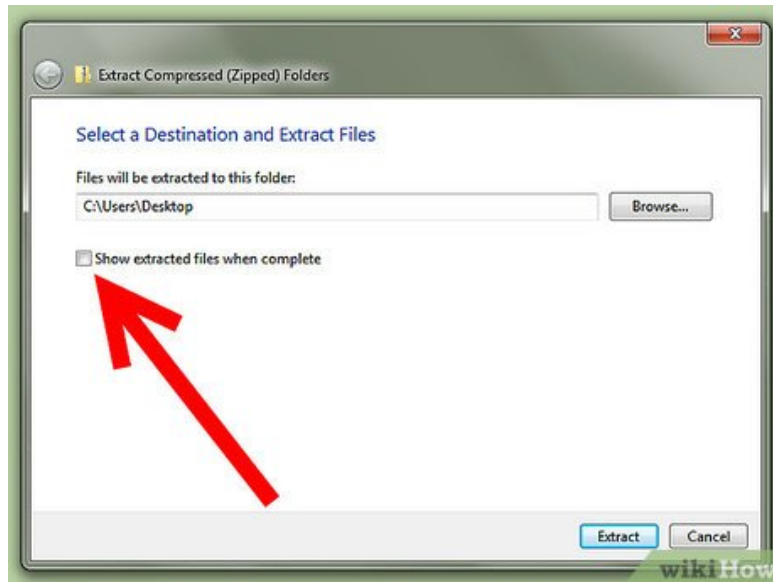 Extract Compressed (Zipped) Folders
Select a Destination and Extract Files
Files will be extracted to this folder:
C:\Users\Desktop
Browse...
Show extracted files when complete
Extract
Cancel
wikiHow